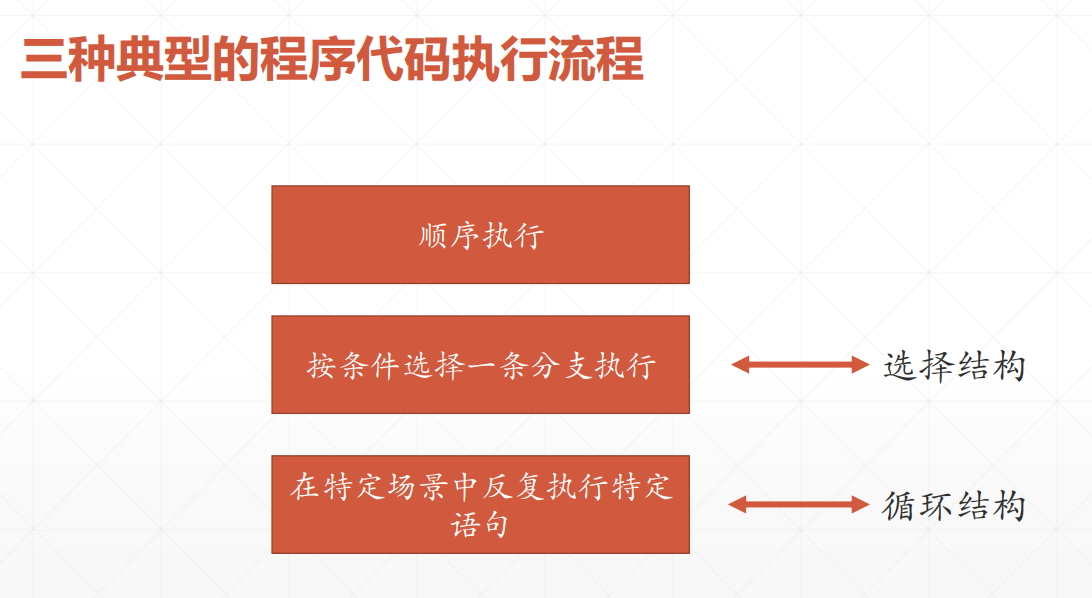 三种典型的程序代码执行流程
顺序执行
按条件选择一条分支执行
选择结构
在特定场景中反复执行特定
语句
循环结构